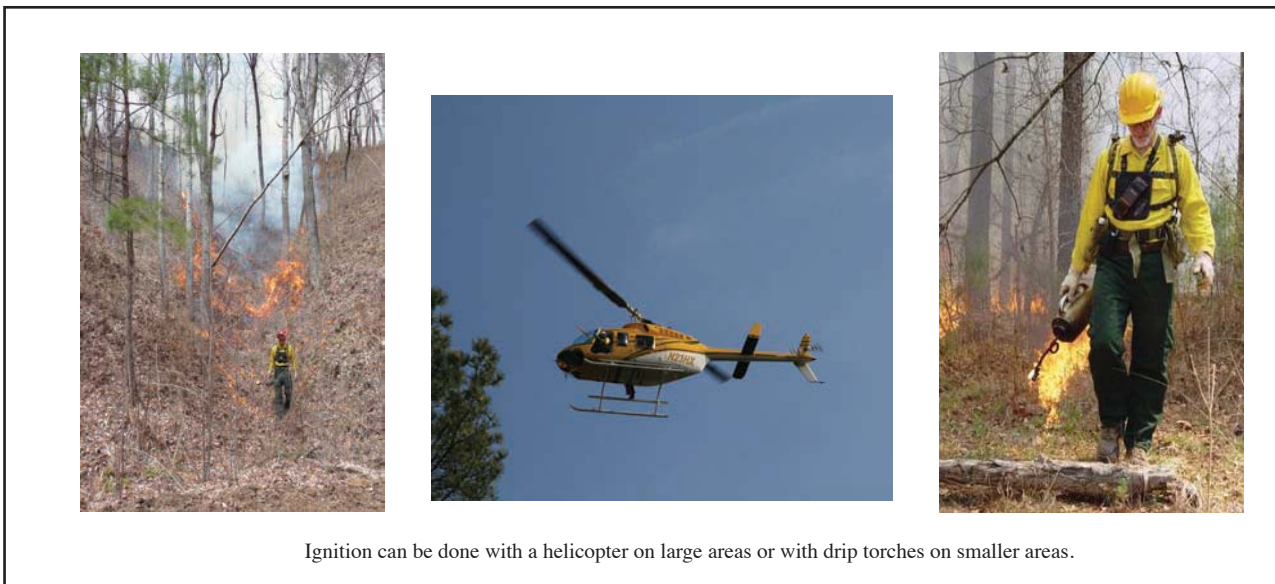 Ignition can be done with a helicopter on large areas or with drip torches on smaller areas.